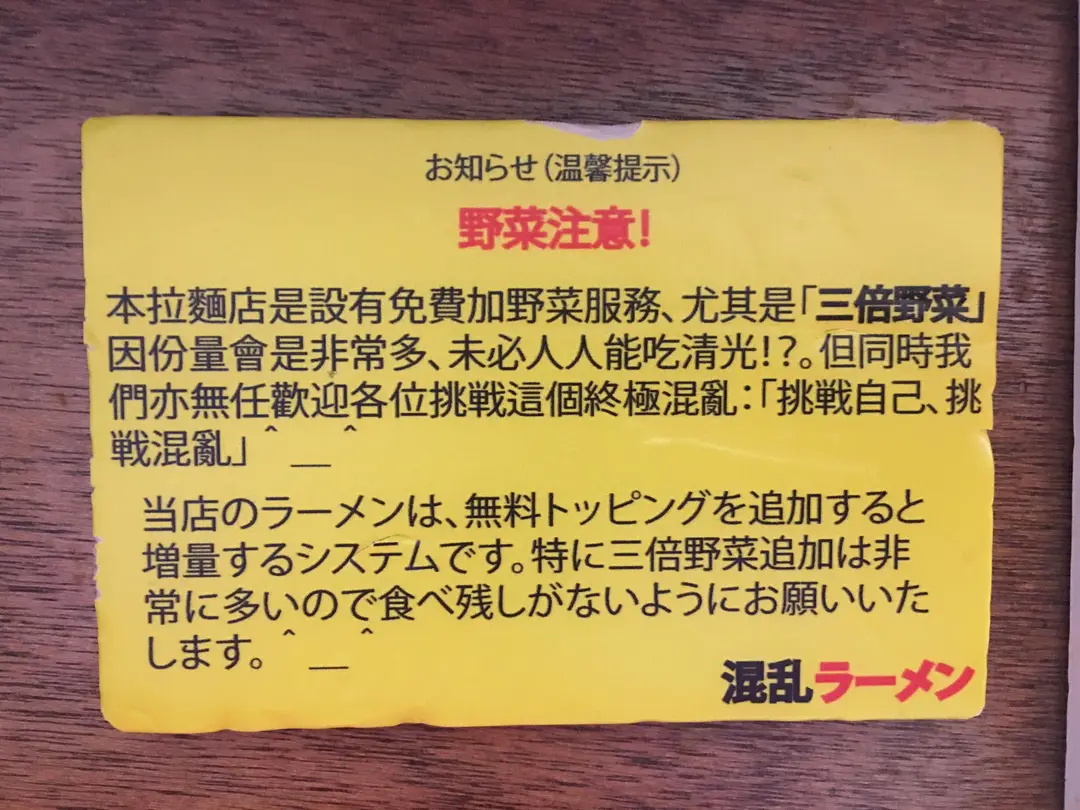 お知らせ（温馨提示）
野菜注意！
本拉麵店是設有免費加野菜服務、尤其是「三倍野菜」
因份量會是非常多、未必人人能吃清光！？。但同時我
們亦無任歡迎各位挑戦這個終極混亂：「挑戦自己、挑
戦混亂」 ^＿^
当店のラーメンは、無料トッピングを追加すると
増量するシステムです。特に三倍野菜追加は非
常に多いので食べ残しがないようにお願いいた
します。 ^＿^
混乱ラーメン